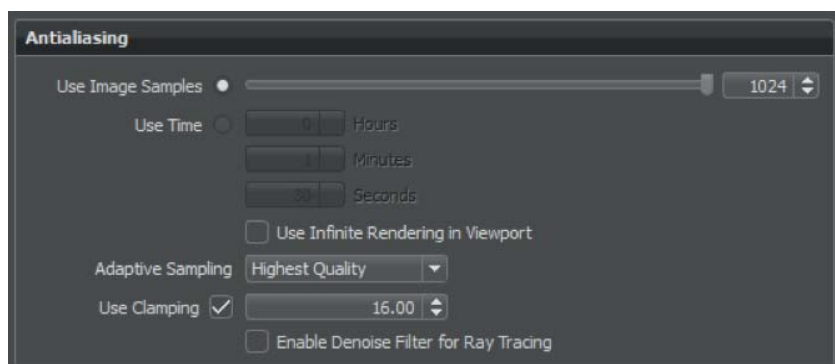 Antialiasing
Use Image Samples 1024
Use Time 0 Hours
1 Minutes
30 Seconds
Use Infinite Rendering in Viewport
Adaptive Sampling Highest Quality
Use Clamping 16.00
Enable Denoise Filter for Ray Tracing